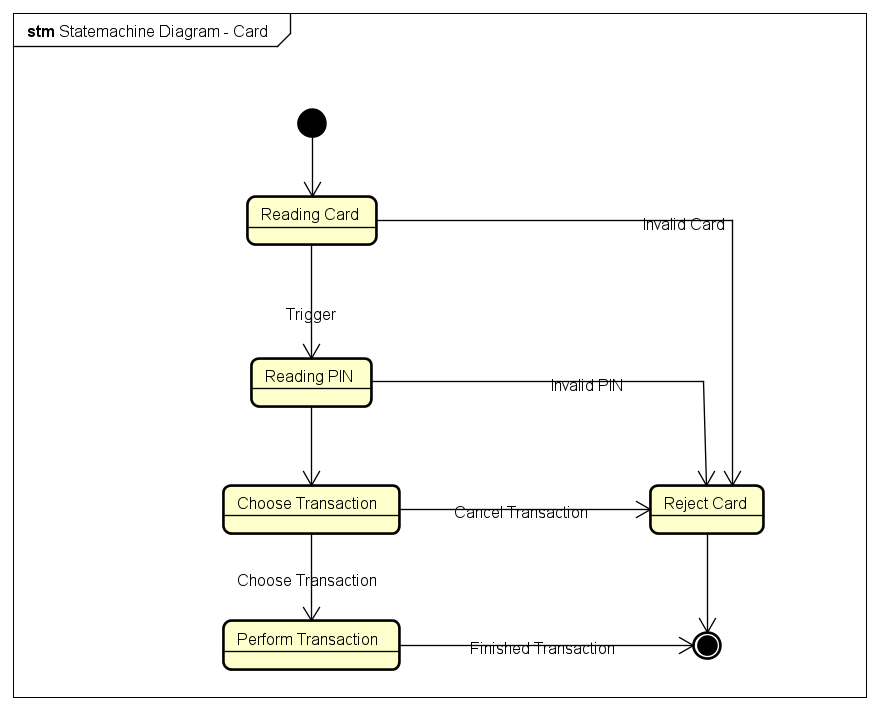 stm Statemachine Diagram - Card
Reading Card
Invalid Card
Trigger
Reading PIN
Invalid PIN
Choose Transaction
Cancel Transaction
Reject Card
Choose Transaction
Perform Transaction
Finished Transaction